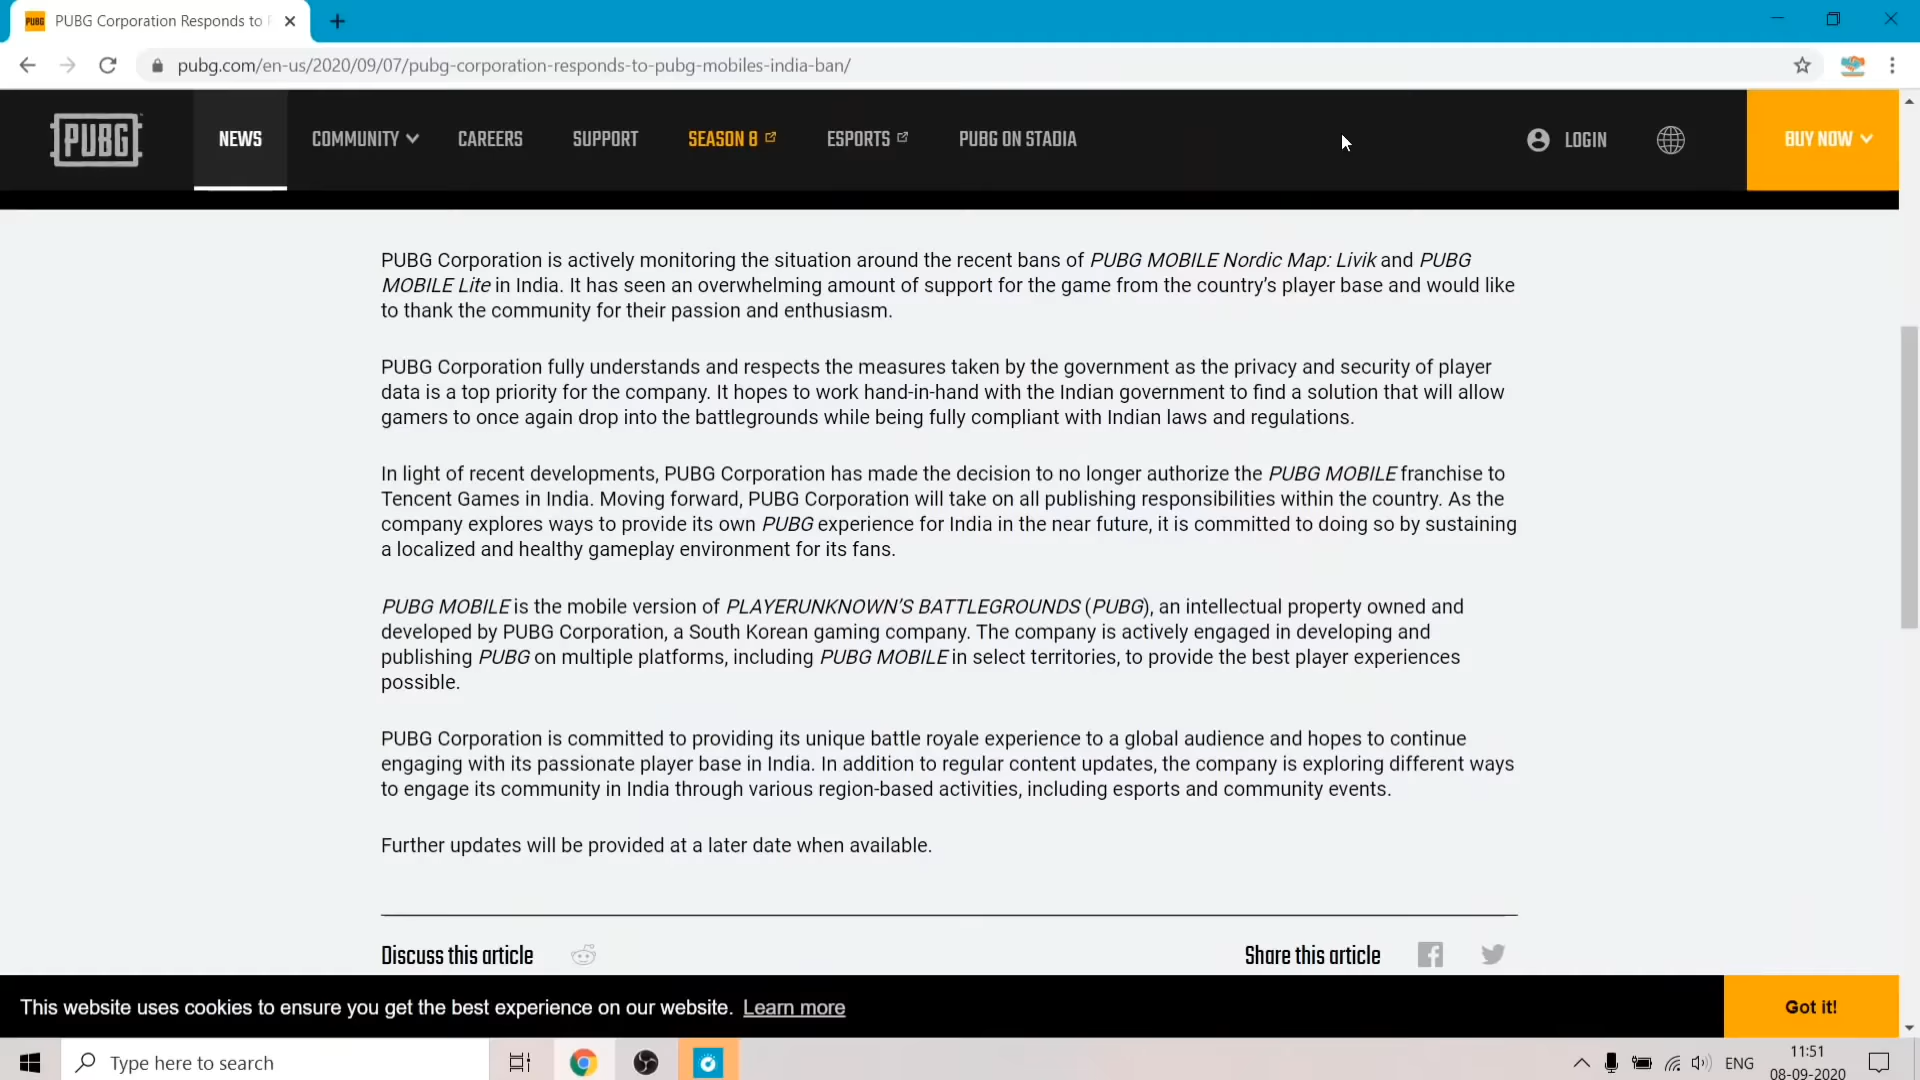 PUBG PUBG Corporation Responds to
pubg.com/en-us/2020/09/07/pubg-corporation-responds-to-pubg-mobiles-india-ban/
PUBG NEWS COMMUNITY CAREERS SUPPORT SEASON 8 ESPORTS PUBG ON STADIA LOGIN BUY NOW
PUBG Corporation is actively monitoring the situation around the recent bans of PUBG MOBILE Nordic Map: Livik and PUBG
MOBILE Lite in India. It has seen an overwhelming amount of support for the game from the country’s player base and would like
to thank the community for their passion and enthusiasm.
PUBG Corporation fully understands and respects the measures taken by the government as the privacy and security of player
data is a top priority for the company. It hopes to work hand-in-hand with the Indian government to find a solution that will allow
gamers to once again drop into the battlegrounds while being fully compliant with Indian laws and regulations.
In light of recent developments, PUBG Corporation has made the decision to no longer authorize the PUBG MOBILE franchise to
Tencent Games in India. Moving forward, PUBG Corporation will take on all publishing responsibilities within the country. As the
company explores ways to provide its own PUBG experience for India in the near future, it is committed to doing so by sustaining
a localized and healthy gameplay environment for its fans.
PUBG MOBILE is the mobile version of PLAYERUNKNOWN’S BATTLEGROUNDS (PUBG), an intellectual property owned and
developed by PUBG Corporation, a South Korean gaming company. The company is actively engaged in developing and
publishing PUBG on multiple platforms, including PUBG MOBILE in select territories, to provide the best player experiences
possible.
PUBG Corporation is committed to providing its unique battle royale experience to a global audience and hopes to continue
engaging with its passionate player base in India. In addition to regular content updates, the company is exploring different ways
to engage its community in India through various region-based activities, including esports and community events.
Further updates will be provided at a later date when available.
Discuss this article Share this article
This website uses cookies to ensure you get the best experience on our website. Learn more Got it!
Type here to search ENG 11:51
08-09-2020